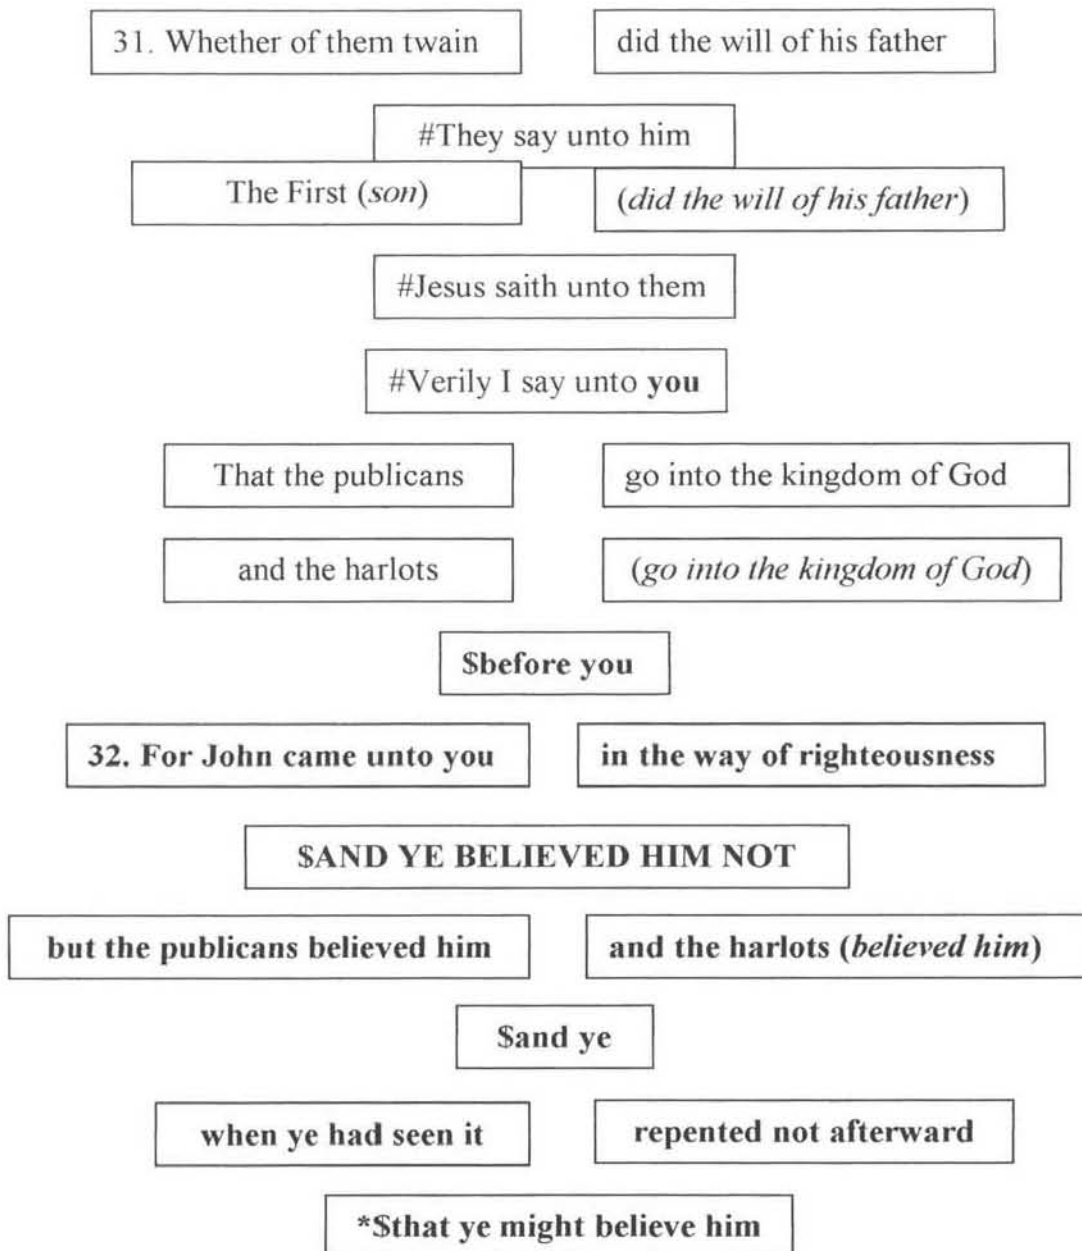 31. Whether of them twain did the will of his father
#They say unto him
The First (son) (did the will of his father)
#Jesus saith unto them
#Verily I say unto you
That the publicans go into the kingdom of God
and the harlots (go into the kingdom of God)
$before you
32. For John came unto you in the way of righteousness
$AND YE BELIEVED HIM NOT
but the publicans believed him and the harlots (believed him)
$and ye
when ye had seen it repented not afterward
*$that ye might believe him